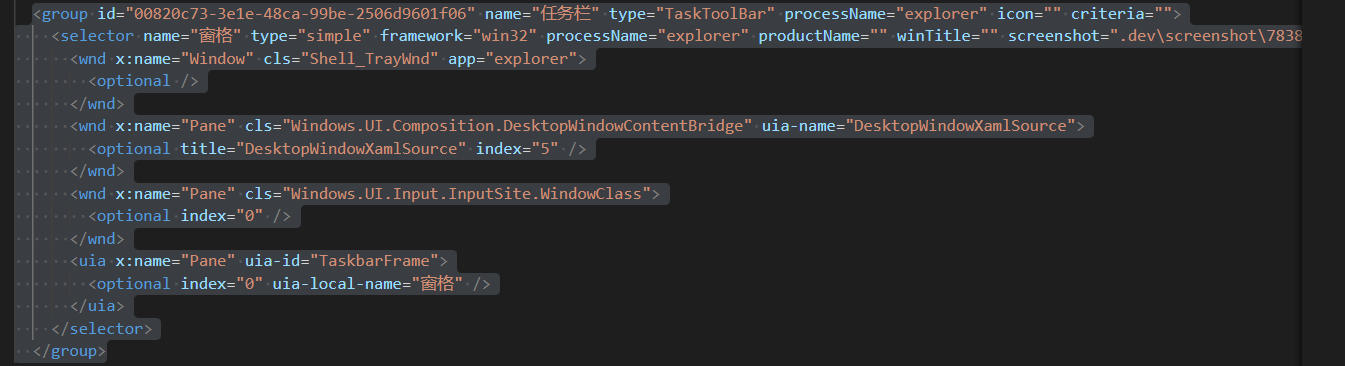 <group id="00820c73-3e1e-48ca-99be-2506d9601f06" name="任务栏" type="TaskToolBar" processName="explorer" icon="" criteria="">
<selector name="窗格" type="simple" framework="win32" processName="explorer" productName="" winTitle="" screenshot=".dev\screenshot\7838
<wnd x:name="Window" cls="Shell_TrayWnd" app="explorer">
<optional />
</wnd>
<wnd x:name="Pane" cls="Windows.UI.Composition.DesktopWindowContentBridge" uia-name="DesktopWindowXamlSource">
<optional title="DesktopWindowXamlSource" index="5" />
</wnd>
<wnd x:name="Pane" cls="Windows.UI.Input.InputSite.WindowClass">
<optional index="0" />
</wnd>
<uia x:name="Pane" uia-id="TaskbarFrame">
<optional index="0" uia-local-name="窗格" />
</uia>
</selector>
</group>